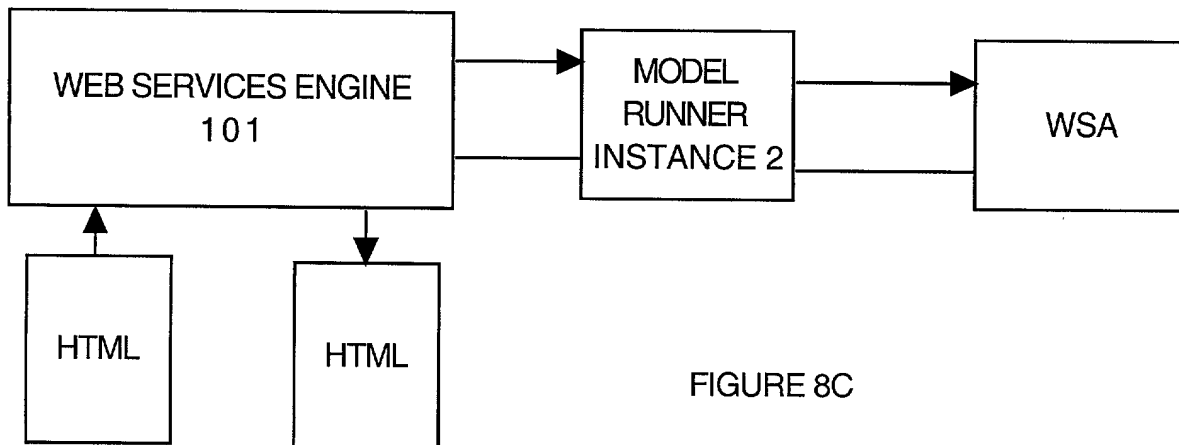 WEB SERVICES ENGINE
101
MODEL
RUNNER
INSTANCE 2
WSA
HTML
HTML
FIGURE 8C